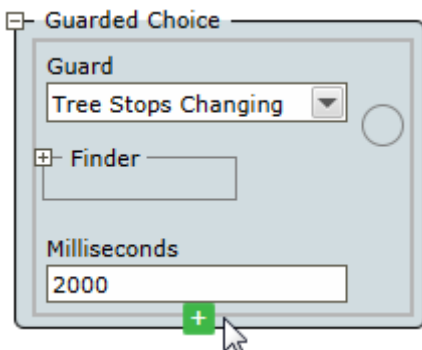 Guarded Choice
Guard
Tree Stops Changing
Finder
Milliseconds
2000